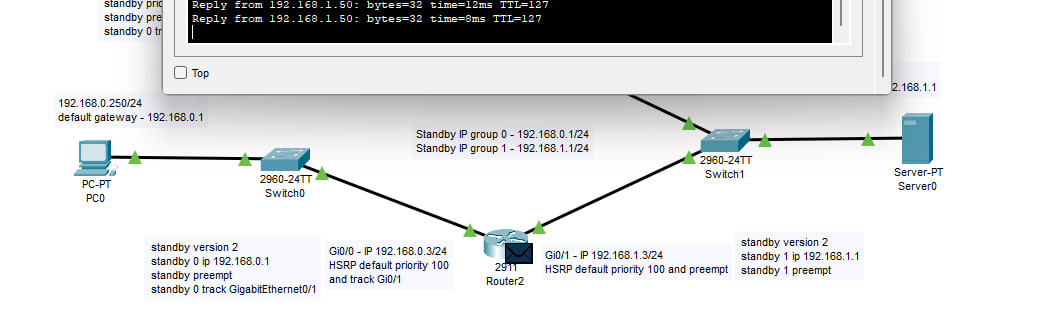 standby prio
standby pre
standby 0 tr
Reply from 192.168.1.50: bytes=32 time=12ms TTL=127
Reply from 192.168.1.50: bytes=32 time=8ms TTL=127
Top
192.168.0.250/24
default gateway - 192.168.0.1
2.168.1.1
Standby IP group 0 - 192.168.0.1/24
Standby IP group 1 - 192.168.1.1/24
PC-PT
PC0
2960-24TT
Switch0
2960-24TT
Switch1
Server-PT
Server0
standby version 2
standby 0 ip 192.168.0.1
standby preempt
standby 0 track GigabitEthernet0/1
Gi0/0 - IP 192.168.0.3/24
HSRP default priority 100
and track Gi0/1
2911
Router2
Gi0/1 - IP 192.168.1.3/24
HSRP default priority 100 and preempt
standby version 2
standby 1 ip 192.168.1.1
standby 1 preempt